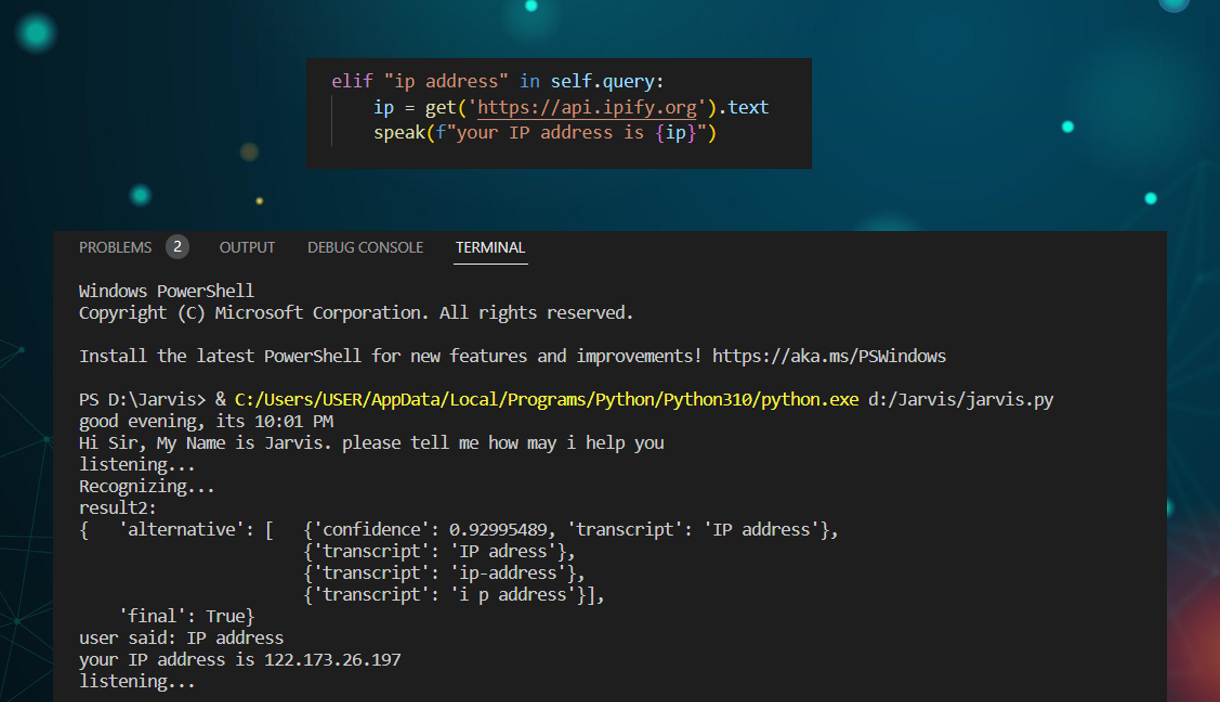 elif "ip address" in self.query:
    ip = get('https://api.ipify.org').text
    speak(f"your IP address is {ip}")
PROBLEMS 2 OUTPUT DEBUG CONSOLE TERMINAL
Windows PowerShell
Copyright (C) Microsoft Corporation. All rights reserved.
Install the latest PowerShell for new features and improvements! https://aka.ms/PSWindows
PS D:\Jarvis> & C:/Users/USER/AppData/Local/Programs/Python/Python310/python.exe d:/Jarvis/jarvis.py
good evening, its 10:01 PM
Hi Sir, My Name is Jarvis. please tell me how may i help you
listening...
Recognizing...
result2:
{   'alternative': [   {'confidence': 0.92995489, 'transcript': 'IP address'},
                       {'transcript': 'IP adress'},
                       {'transcript': 'ip-address'},
                       {'transcript': 'i p address'}],
    'final': True}
user said: IP address
your IP address is 122.173.26.197
listening...